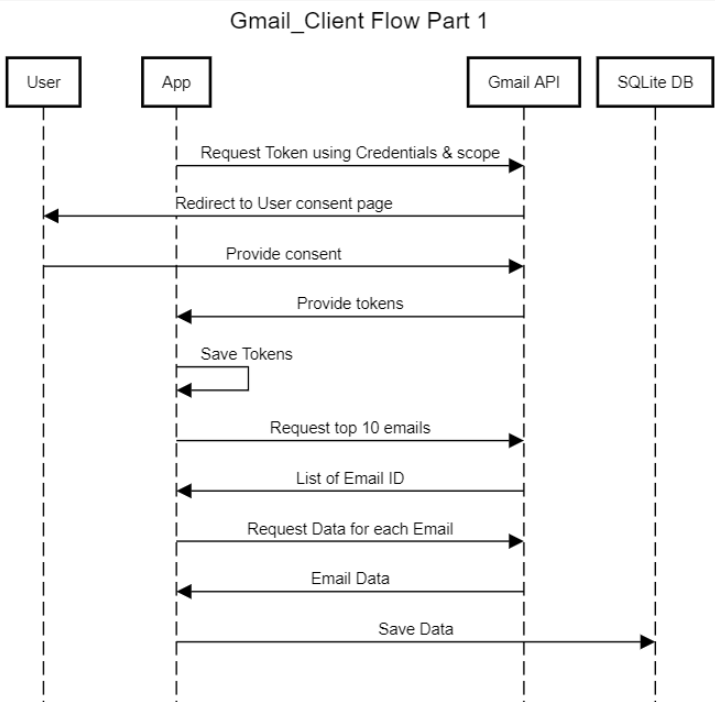 Gmail_Client Flow Part 1
User
App
Gmail API
SQLite DB
Request Token using Credentials & scope
Redirect to User consent page
Provide consent
Provide tokens
Save Tokens
Request top 10 emails
List of Email ID
Request Data for each Email
Email Data
Save Data